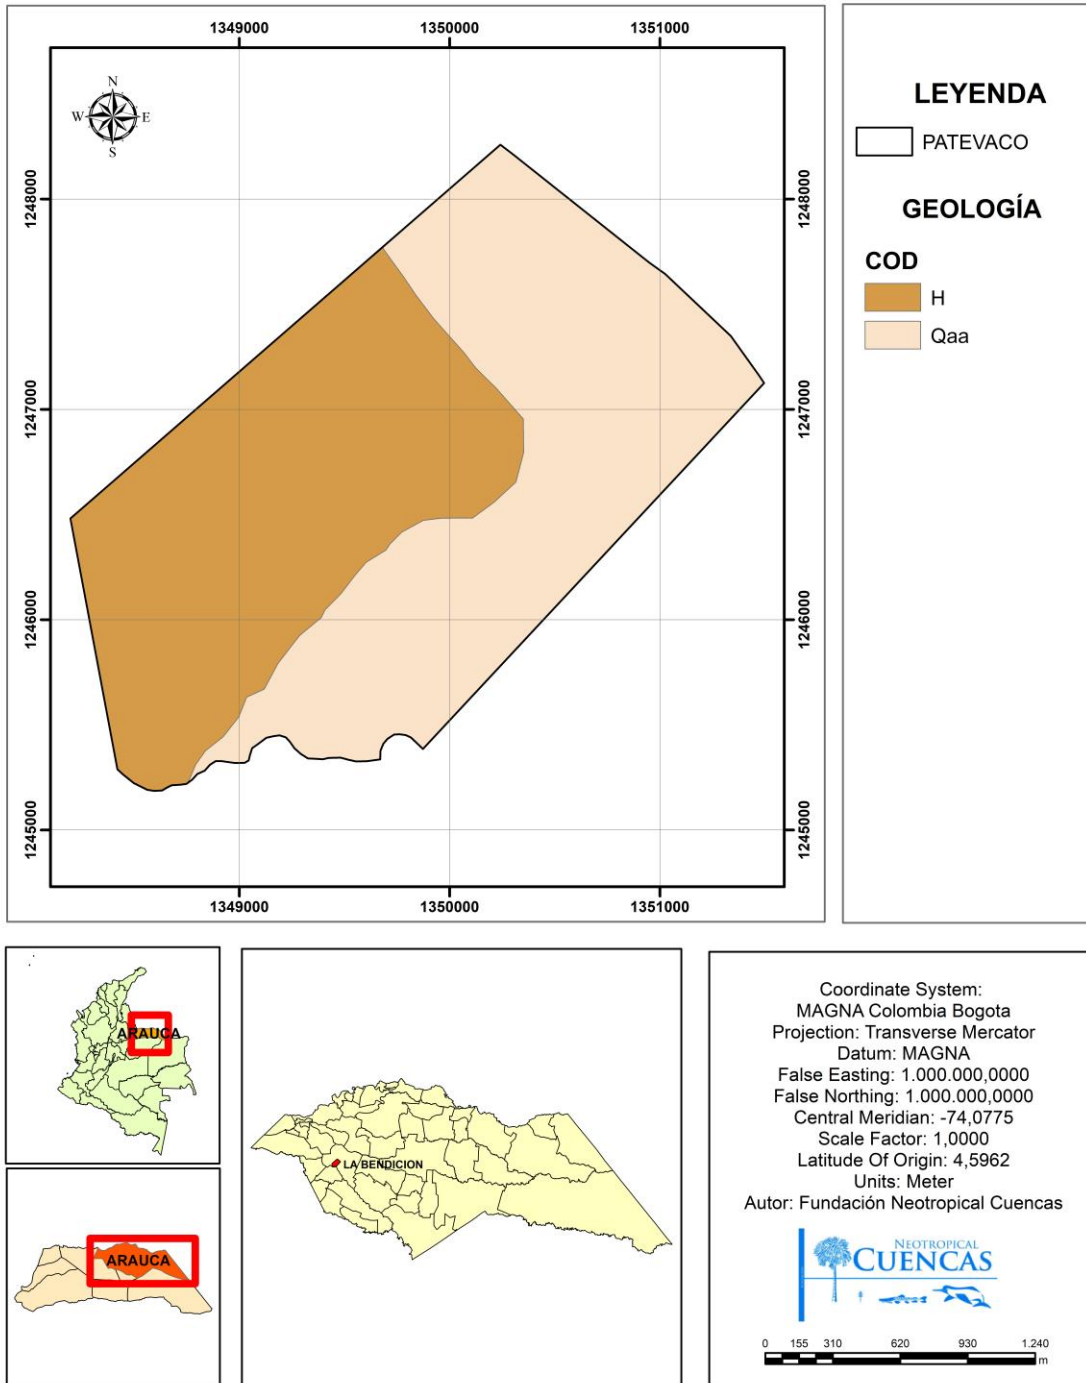 1349000 1350000 1351000
N
W E
S
1248000 1248000
1247000 1247000
1246000 1246000
1245000 1245000
1349000 1350000 1351000
LEYENDA
PATEVACO
GEOLOGÍA
COD
H
Qaa
ARAUCA
ARAUCA
LA BENDICION
Coordinate System:
MAGNA Colombia Bogota
Projection: Transverse Mercator
Datum: MAGNA
False Easting: 1.000.000,0000
False Northing: 1.000.000,0000
Central Meridian: -74,0775
Scale Factor: 1,0000
Latitude Of Origin: 4,5962
Units: Meter
Autor: Fundación Neotropical Cuencas
NEOTROPICAL
CUENCAS
0 155 310 620 930 1.240
m